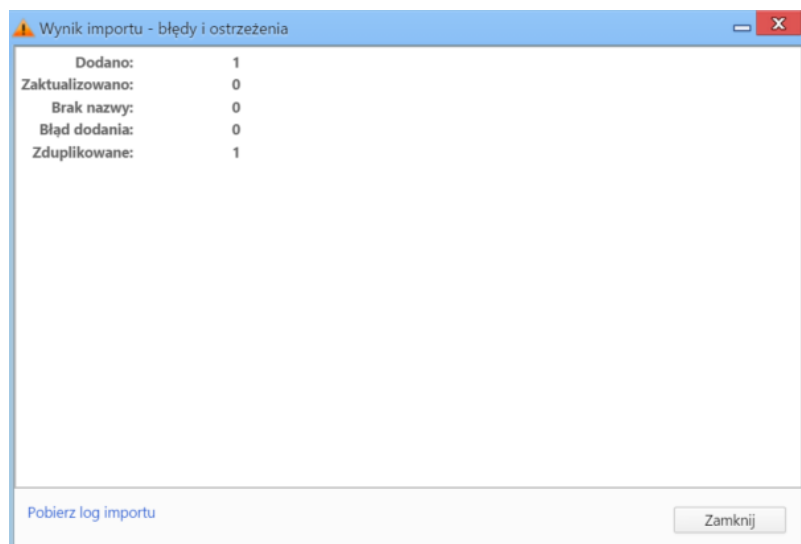 Wynik importu - błędy i ostrzeżenia
Dodano: 1
Zaktualizowano: 0
Brak nazwy: 0
Błąd dodania: 0
Zduplikowane: 1
Pobierz log importu
Zamknij